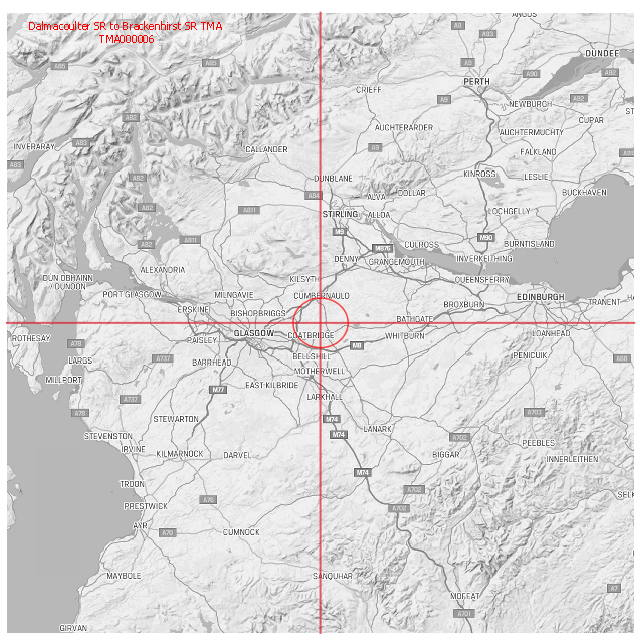 Dalmacoulter SR to Brackenhirst SR TMA
TMA000006
ANGUS
A9
A93
DUNDEE
A85
A85
A9
A90
A92
PERTH
CRIEFF
A9
NEWBURGH
A92
A82
AUCHTERARDER
CUPAR
AUCHTERMUCHTY
INVERARAY
A83
CALLANDER
A9
FALKLAND
A83
DUNBLANE
KINROSS
LESLIE
A82
A84
ALVA
DOLLAR
BUCKHAVEN
A82
A811
STIRLING
ALLOA
LOCHGELLY
M9
A82
A811
M876
CULROSS
M90
BURNTISLAND
DENNY
GRANGEMOUTH
INVERKEITHING
ALEXANDRIA
DUN OBHAINN
/ DUNOON
KILSYTH
QUEENSFERRY
PORT GLASGOW
MILNGAVIE
CUMBERNAULD
EDINBURGH
ERSKINE
BISHOPBRIGGS
BROXBURN
TRANENT
BATHGATE
ROTHESAY
PAISLEY
GLASGOW
COATBRIDGE
WHITBURN
LOANHEAD
A78
M8
LARGS
A737
BARRHEAD
BELLSHILL
PENICUIK
A68
MILLPORT
MOTHERWELL
M77
EAST KILBRIDE
LARKHALL
A737
A78
STEWARTON
M74
A703
LANARK
M74
STEVENSTON
A702
PEEBLES
IRVINE
KILMARNOCK
DARVEL
BIGGAR
INNERLEITHEN
M74
TROON
A702
A76
SELK
PRESTWICK
A702
AYR
A70
CUMNOCK
MAYBOLE
SANQUHAR
A7
MOFFAT
A701
GIRVAN